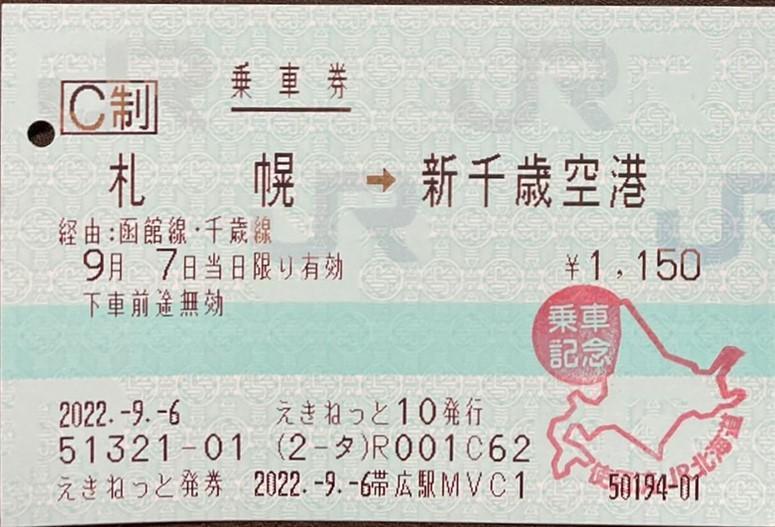 乗車券
C制
札幌 → 新千歳空港
経由:函館線・千歳線
9月 7日当日限り有効 ¥1,150
下車前途無効
乗車
記念
2022.-9.-6 えきねっと10発行
51321-01 (2-タ)R001C62
えきねっと発券 2022.-9.-6帯広駅MVC1 50194-01
JR北海道